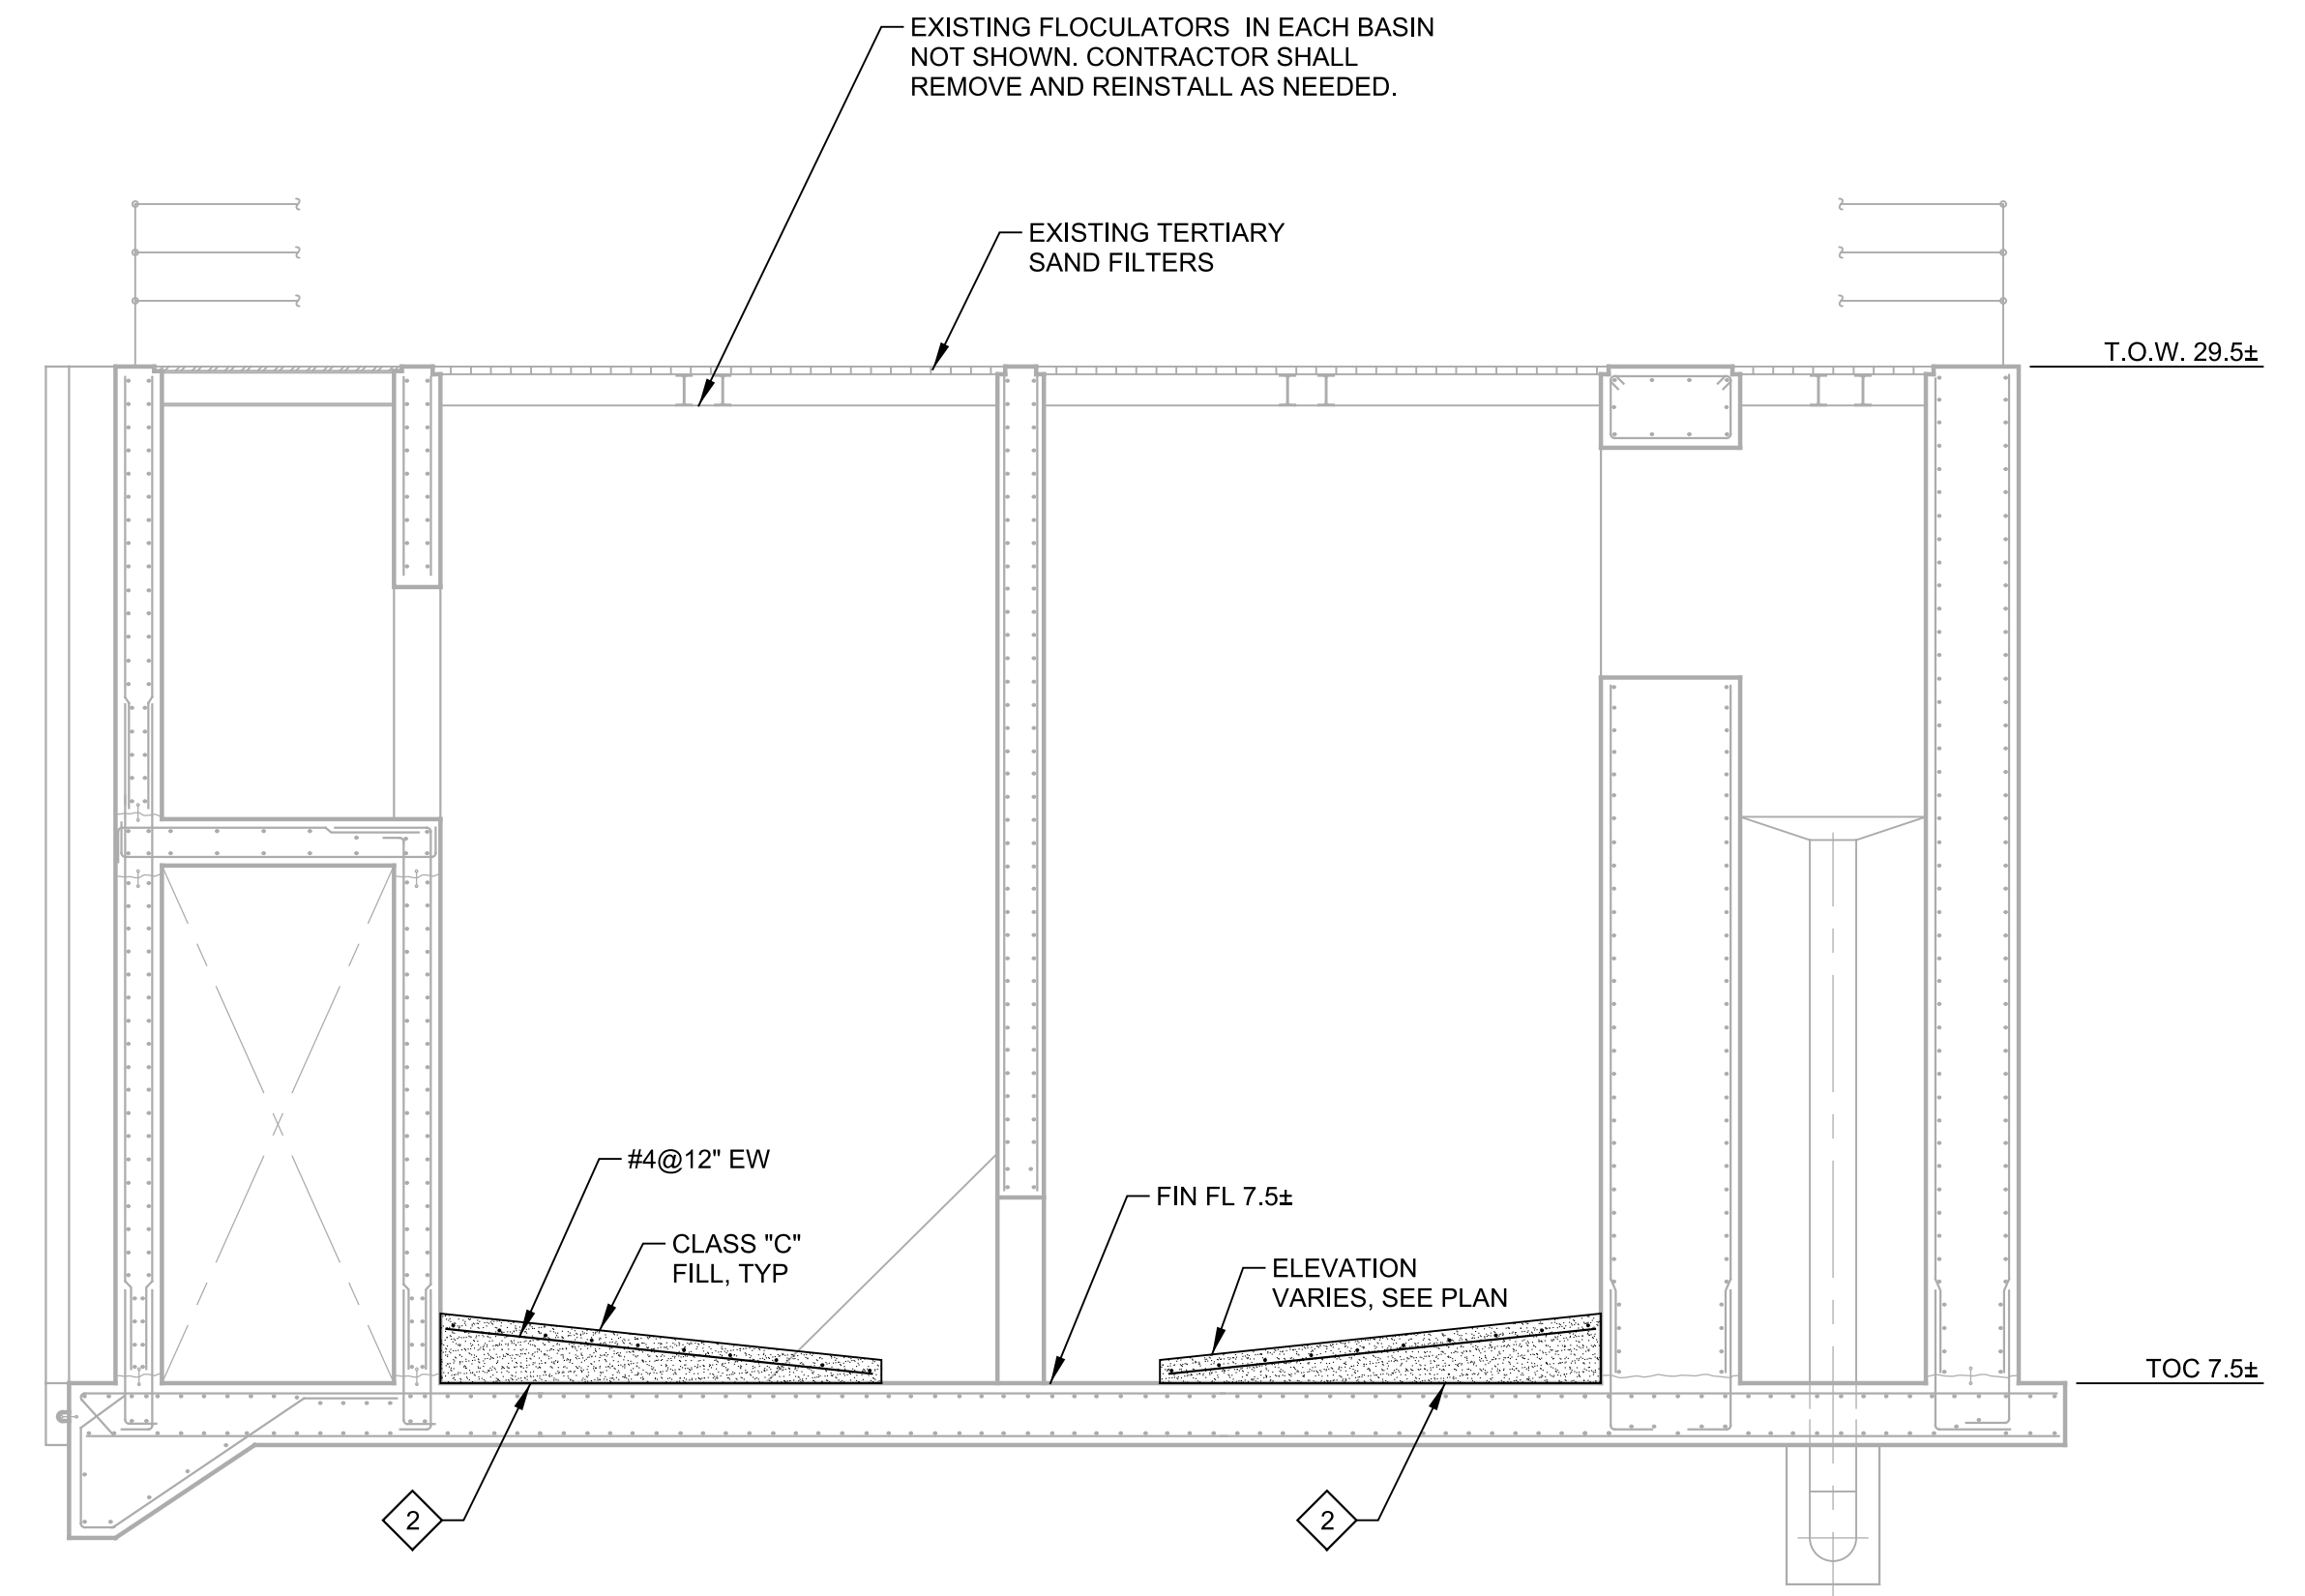 EXISTING FLOCULATORS IN EACH BASIN
NOT SHOWN. CONTRACTOR SHALL
REMOVE AND REINSTALL AS NEEDED.
EXISTING TERTIARY
SAND FILTERS
T.O.W. 29.5±
#4@12" EW
FIN FL 7.5±
CLASS "C"
FILL, TYP
ELEVATION
VARIES, SEE PLAN
TOC 7.5±
2
2